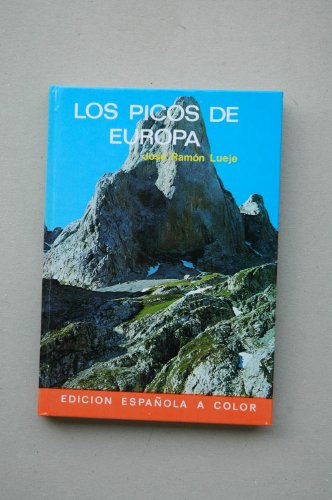 LOS PICOS DE
EUROPA
José Ramón Lueje
EDICION ESPAÑOLA A COLOR